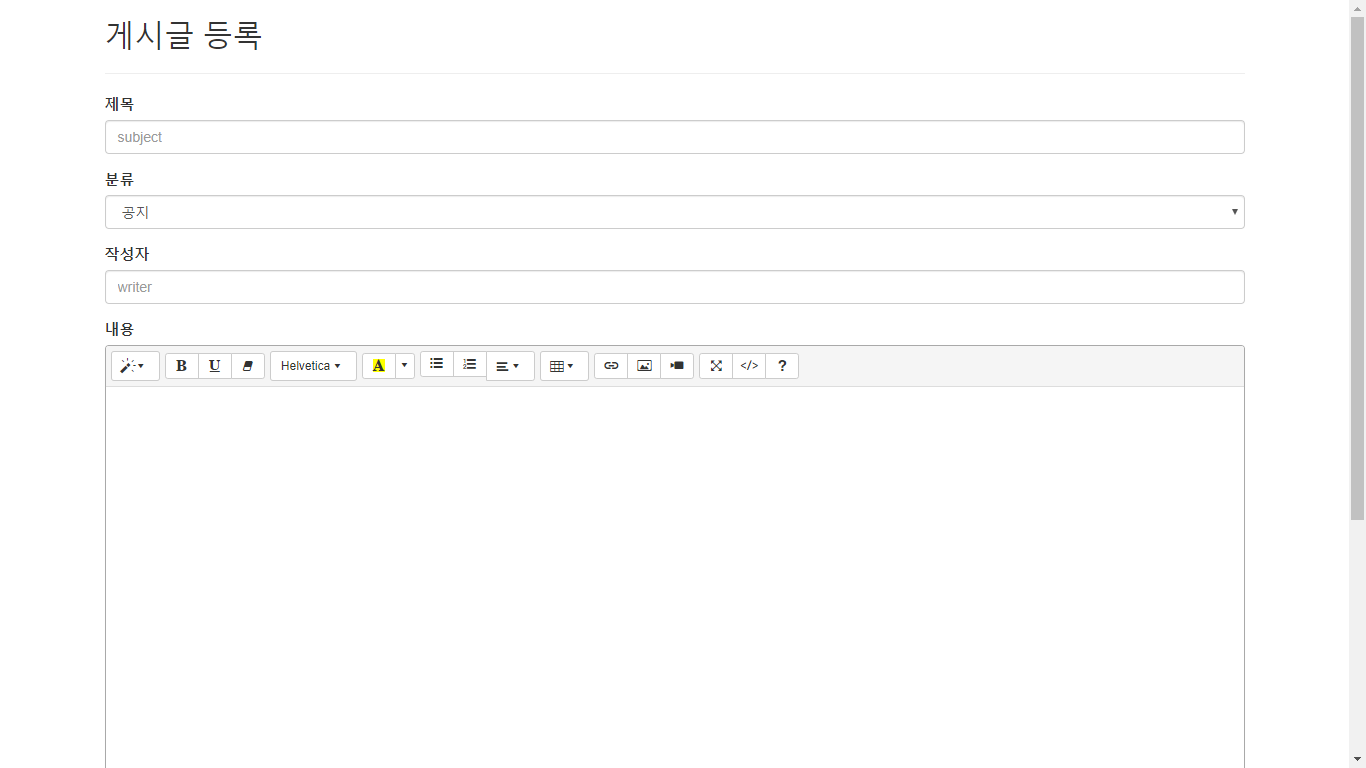 게시글 등록
제목
subject
분류
공지
작성자
writer
내용
B U Helvetica A </> ?